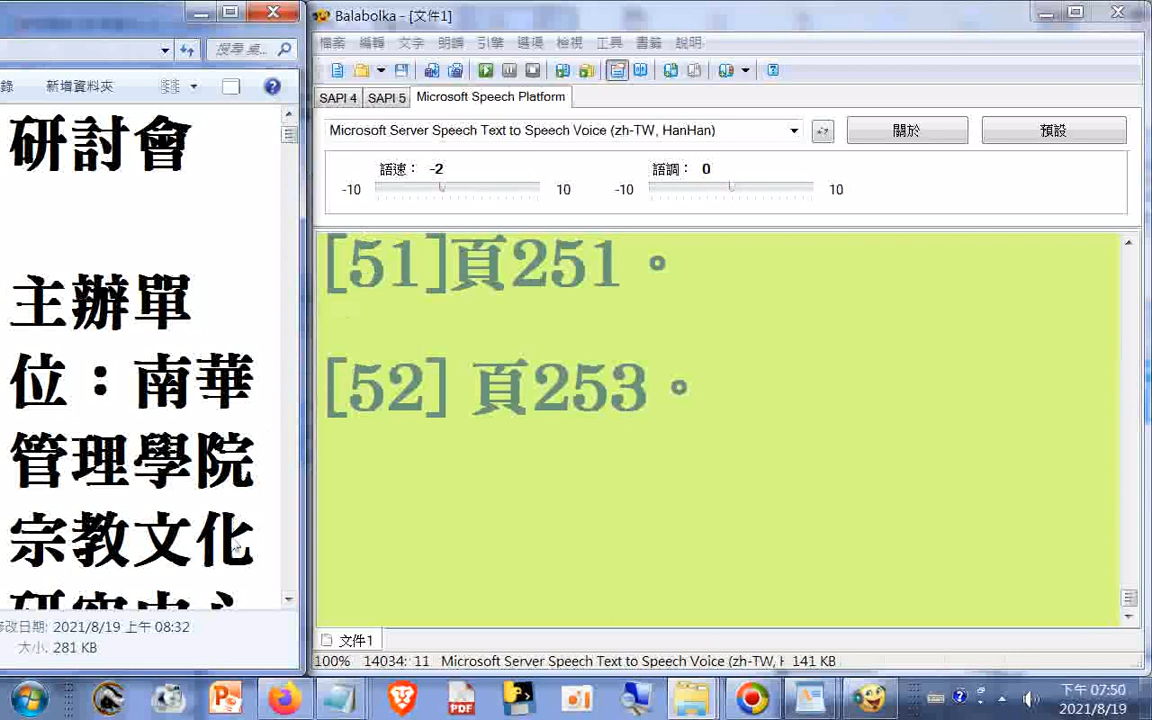 搜尋 桌...
錄
新增資料夾
研討會
主辦單
位：南華
管理學院
宗教文化
研究中心
修改日期: 2021/8/19 上午 08:32
大小: 281 KB
Balabolka - [文件1]
檔案 編輯 文字 朗讀 引擎 選項 檢視 工具 書籤 說明
SAPI 4 SAPI 5 Microsoft Speech Platform
Microsoft Server Speech Text to Speech Voice (zh-TW, HanHan)
關於 預設
語速： -2 語調： 0
-10 10 -10 10
[51]頁251。
[52] 頁253。
文件1
100% 14034: 11 Microsoft Server Speech Text to Speech Voice (zh-TW, H 141 KB
PDF
下午 07:50
2021/8/19